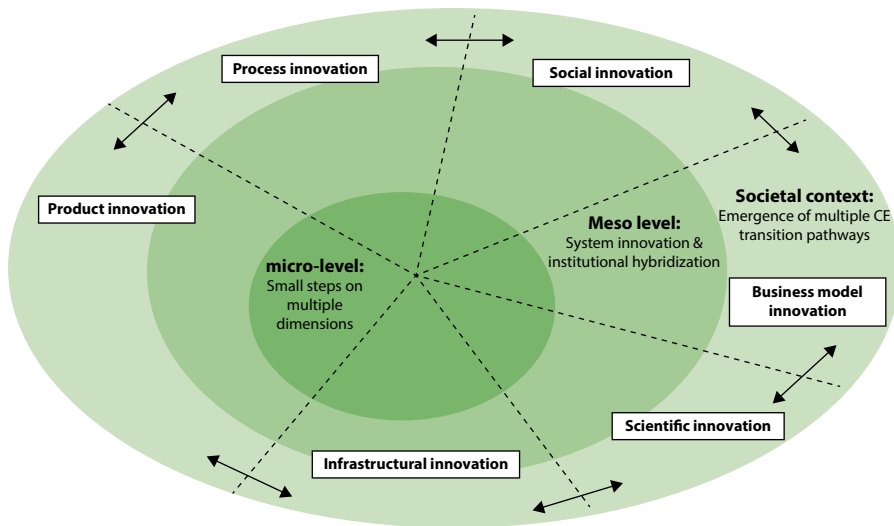 Process innovation
Social innovation
Product innovation
Societal context:
Emergence of multiple CE
transition pathways
Meso level:
System innovation &
institutional hybridization
micro-level:
Small steps on
multiple
dimensions
Business model
innovation
Scientific innovation
Infrastructural innovation